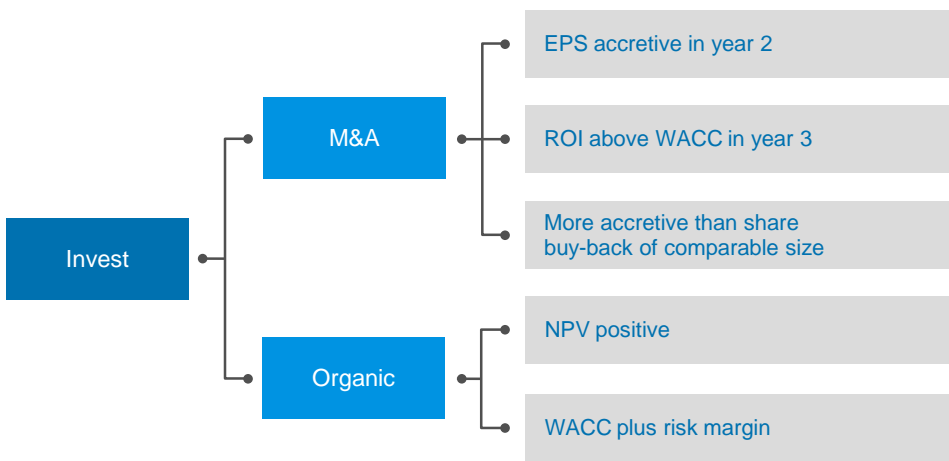 Invest
M&A
EPS accretive in year 2
ROI above WACC in year 3
More accretive than share
buy-back of comparable size
Organic
NPV positive
WACC plus risk margin